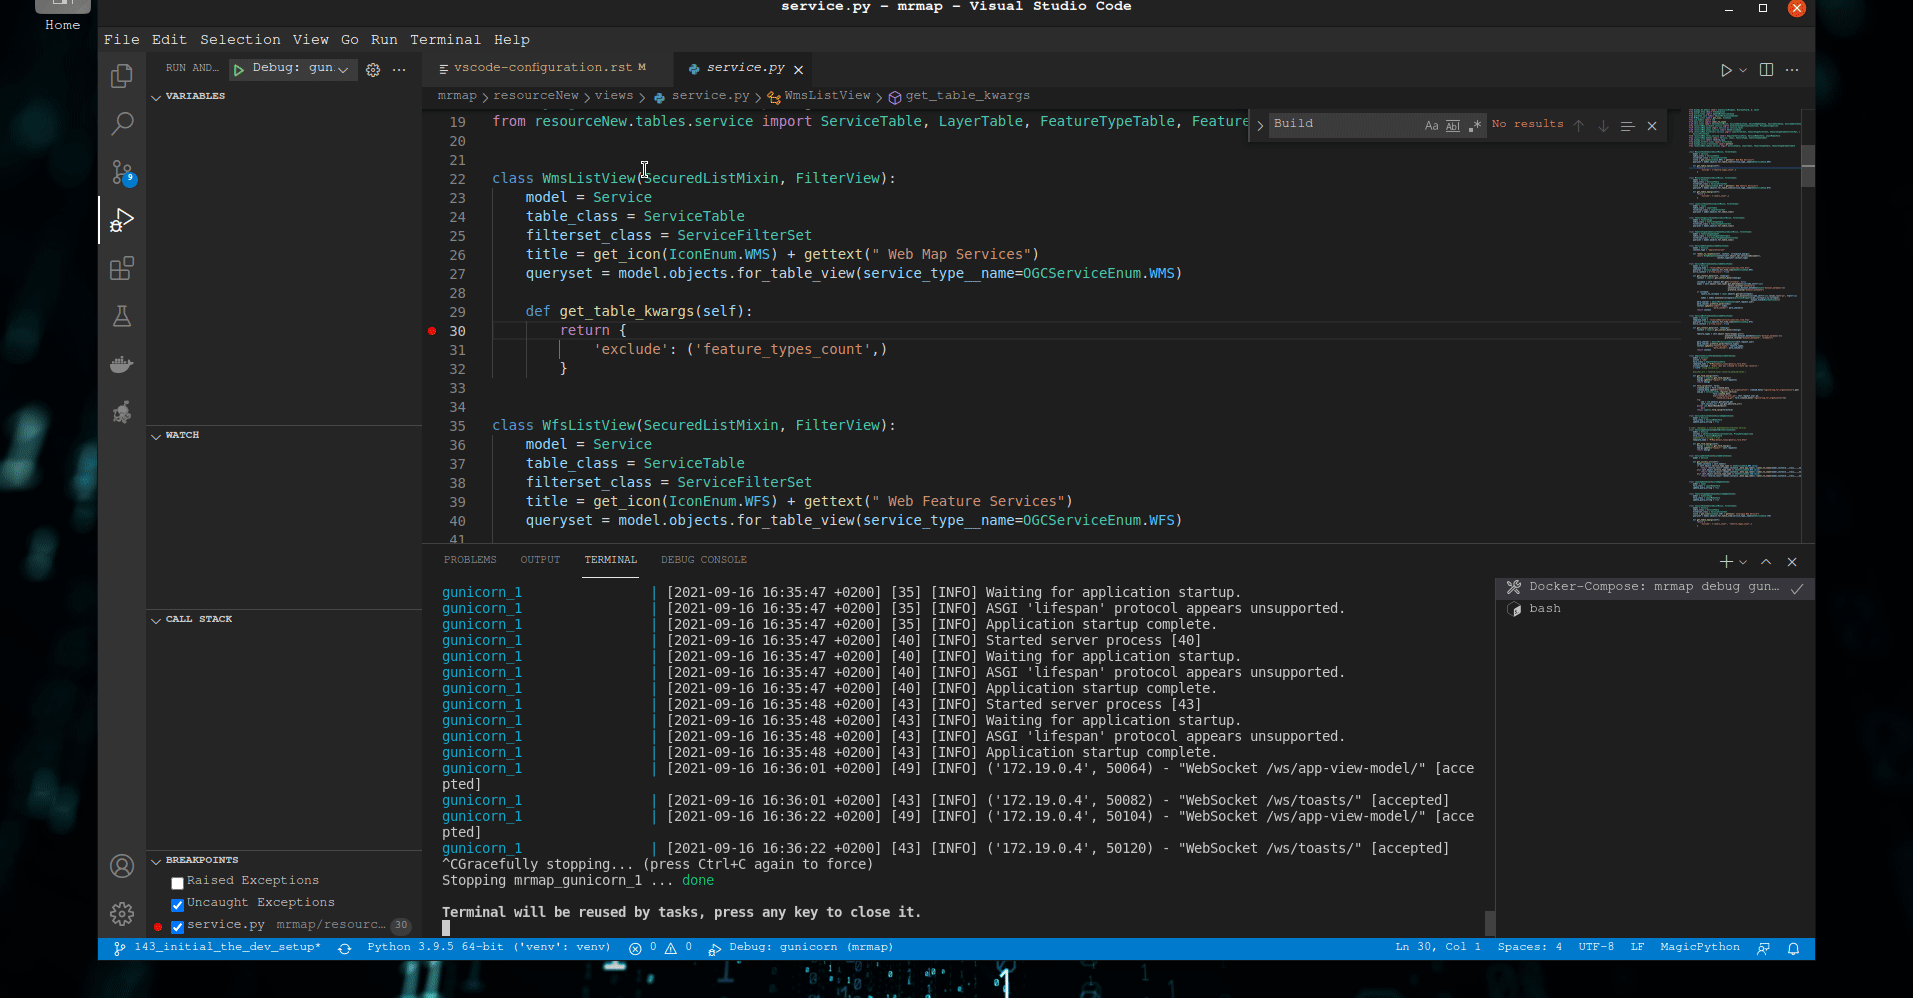 Home
service.py - mrmap - Visual Studio Code
File Edit Selection View Go Run Terminal Help
RUN AND... Debug: gun ...
vscode-configuration.rst M service.py
mrmap > resourceNew > views > service.py > WmsListView > get_table_kwargs
Build Aa Abl .* No results
VARIABLES
WATCH
CALL STACK
BREAKPOINTS
Raised Exceptions
Uncaught Exceptions
service.py mrmap/resourc... 30
9
19 from resourceNew.tables.service import ServiceTable, LayerTable, FeatureTypeTable, Feature
20
21
22 class WmsListView(SecuredListMixin, FilterView):
23 model = Service
24 table_class = ServiceTable
25 filterset_class = ServiceFilterSet
26 title = get_icon(IconEnum.WMS) + gettext(" Web Map Services")
27 queryset = model.objects.for_table_view(service_type__name=OGCServiceEnum.WMS)
28
29 def get_table_kwargs(self):
30 return {
31 'exclude': ('feature_types_count',)
32 }
33
34
35 class WfsListView(SecuredListMixin, FilterView):
36 model = Service
37 table_class = ServiceTable
38 filterset_class = ServiceFilterSet
39 title = get_icon(IconEnum.WFS) + gettext(" Web Feature Services")
40 queryset = model.objects.for_table_view(service_type__name=OGCServiceEnum.WFS)
41
PROBLEMS OUTPUT TERMINAL DEBUG CONSOLE
gunicorn_1 | [2021-09-16 16:35:47 +0200] [35] [INFO] Waiting for application startup.
gunicorn_1 | [2021-09-16 16:35:47 +0200] [35] [INFO] ASGI 'lifespan' protocol appears unsupported.
gunicorn_1 | [2021-09-16 16:35:47 +0200] [35] [INFO] Application startup complete.
gunicorn_1 | [2021-09-16 16:35:47 +0200] [40] [INFO] Started server process [40]
gunicorn_1 | [2021-09-16 16:35:47 +0200] [40] [INFO] Waiting for application startup.
gunicorn_1 | [2021-09-16 16:35:47 +0200] [40] [INFO] ASGI 'lifespan' protocol appears unsupported.
gunicorn_1 | [2021-09-16 16:35:47 +0200] [40] [INFO] Application startup complete.
gunicorn_1 | [2021-09-16 16:35:48 +0200] [43] [INFO] Started server process [43]
gunicorn_1 | [2021-09-16 16:35:48 +0200] [43] [INFO] Waiting for application startup.
gunicorn_1 | [2021-09-16 16:35:48 +0200] [43] [INFO] ASGI 'lifespan' protocol appears unsupported.
gunicorn_1 | [2021-09-16 16:35:48 +0200] [43] [INFO] Application startup complete.
gunicorn_1 | [2021-09-16 16:36:01 +0200] [49] [INFO] ('172.19.0.4', 50064) - "WebSocket /ws/app-view-model/" [acce
pted]
gunicorn_1 | [2021-09-16 16:36:01 +0200] [43] [INFO] ('172.19.0.4', 50082) - "WebSocket /ws/toasts/" [accepted]
gunicorn_1 | [2021-09-16 16:36:22 +0200] [49] [INFO] ('172.19.0.4', 50104) - "WebSocket /ws/app-view-model/" [acce
pted]
gunicorn_1 | [2021-09-16 16:36:22 +0200] [43] [INFO] ('172.19.0.4', 50120) - "WebSocket /ws/toasts/" [accepted]
^CGracefully stopping... (press Ctrl+C again to force)
Stopping mrmap_gunicorn_1 ... done
Terminal will be reused by tasks, press any key to close it.
Docker-Compose: mrmap debug gun...
bash
143_initial_the_dev_setup* Python 3.9.5 64-bit ('venv': venv) 0 0 Debug: gunicorn (mrmap) Ln 30, Col 1 Spaces: 4 UTF-8 LF MagicPython